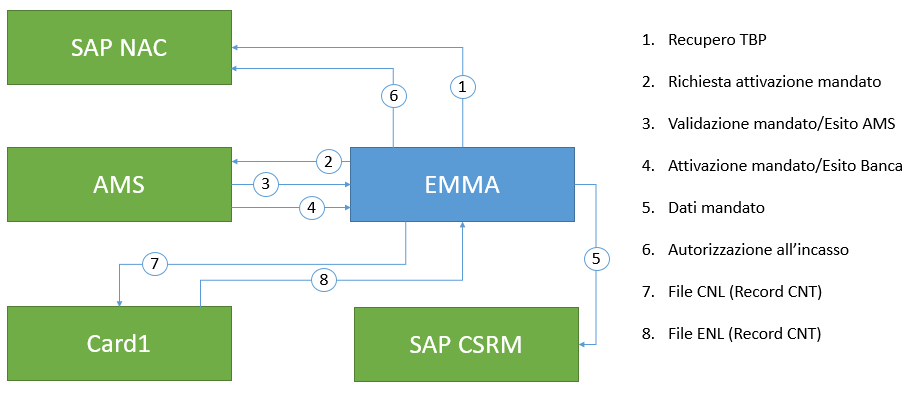 SAP NAC
1
6
AMS
2
3
4
EMMA
5
7
8
Card1
SAP CSRM
1. Recupero TBP
2. Richiesta attivazione mandato
3. Validazione mandato/Esito AMS
4. Attivazione mandato/Esito Banca
5. Dati mandato
6. Autorizzazione all’incasso
7. File CNL (Record CNT)
8. File ENL (Record CNT)